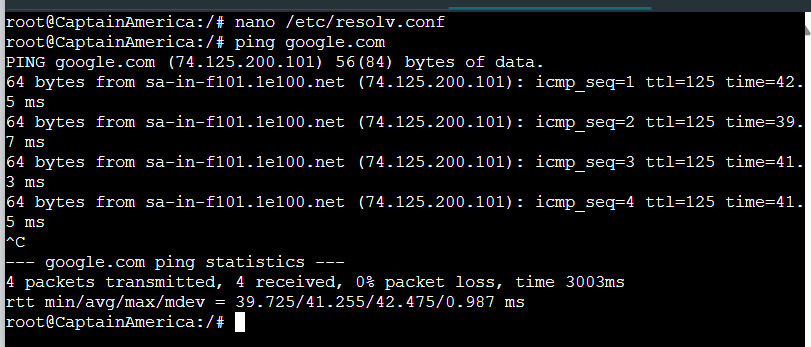 root@CaptainAmerica:/# nano /etc/resolv.conf
root@CaptainAmerica:/# ping google.com
PING google.com (74.125.200.101) 56(84) bytes of data.
64 bytes from sa-in-f101.1e100.net (74.125.200.101): icmp_seq=1 ttl=125 time=42.
5 ms
64 bytes from sa-in-f101.1e100.net (74.125.200.101): icmp_seq=2 ttl=125 time=39.
7 ms
64 bytes from sa-in-f101.1e100.net (74.125.200.101): icmp_seq=3 ttl=125 time=41.
3 ms
64 bytes from sa-in-f101.1e100.net (74.125.200.101): icmp_seq=4 ttl=125 time=41.
5 ms
^C
--- google.com ping statistics ---
4 packets transmitted, 4 received, 0% packet loss, time 3003ms
rtt min/avg/max/mdev = 39.725/41.255/42.475/0.987 ms
root@CaptainAmerica:/#